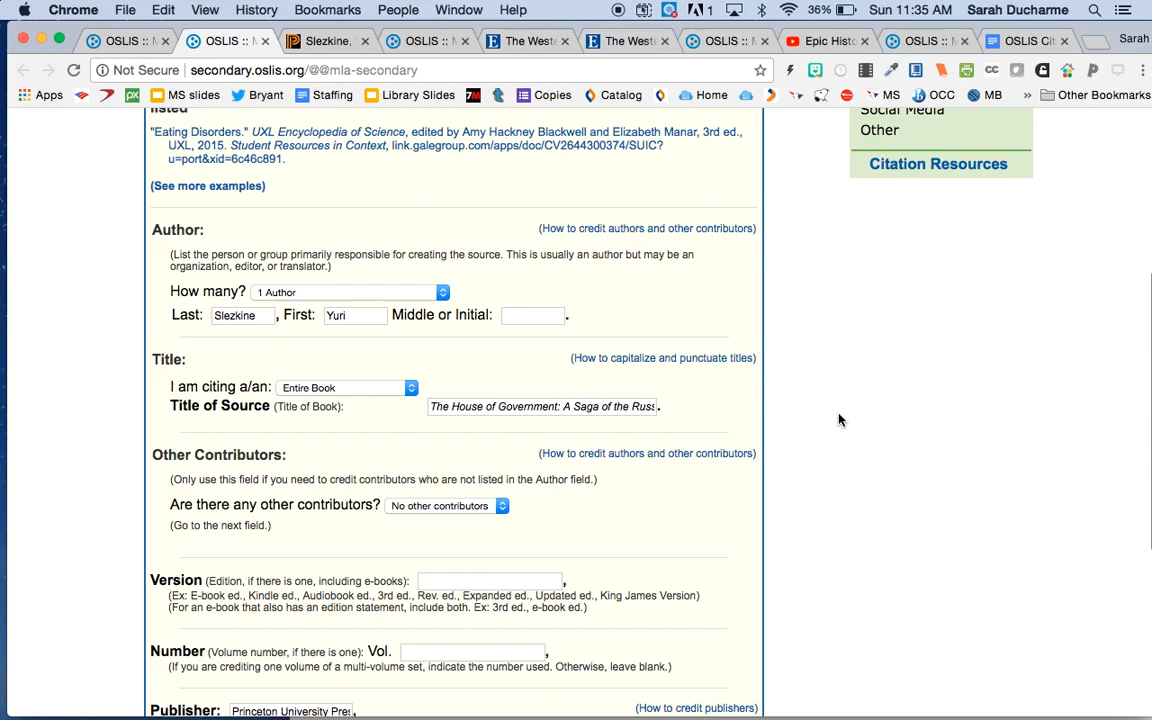 Chrome File Edit View History Bookmarks People Window Help 1 36% Sun 11:35 AM Sarah Ducharme
OSLIS :: M OSLIS :: M Slezkine, OSLIS :: M The West The West OSLIS :: M Epic Hist OSLIS :: M OSLIS Cit Sarah
Not Secure secondary.oslis.org/@@mla-secondary
Apps MS slides Bryant Staffing Library Slides Copies Catalog Home MS OCC MB » Other Bookmarks
listed
"Eating Disorders." UXL Encyclopedia of Science, edited by Amy Hackney Blackwell and Elizabeth Manar, 3rd ed.,
UXL, 2015. Student Resources in Context, link.galegroup.com/apps/doc/CV2644300374/SUIC?
u=port&xid=6c46c891.
(See more examples)
Social Media
Other
Citation Resources
Author: (How to credit authors and other contributors)
(List the person or group primarily responsible for creating the source. This is usually an author but may be an
organization, editor, or translator.)
How many? 1 Author
Last: Slezkine , First: Yuri Middle or Initial: .
Title: (How to capitalize and punctuate titles)
I am citing a/an: Entire Book
Title of Source (Title of Book): The House of Government: A Saga of the Russ .
Other Contributors: (How to credit authors and other contributors)
(Only use this field if you need to credit contributors who are not listed in the Author field.)
Are there any other contributors? No other contributors
(Go to the next field.)
Version (Edition, if there is one, including e-books): ,
(Ex: E-book ed., Kindle ed., Audiobook ed., 3rd ed., Rev. ed., Expanded ed., Updated ed., King James Version)
(For an e-book that also has an edition statement, include both. Ex: 3rd ed., e-book ed.)
Number (Volume number, if there is one): Vol. ,
(If you are crediting one volume of a multi-volume set, indicate the number used. Otherwise, leave blank.)
Publisher: Princeton University Pres , (How to credit publishers)